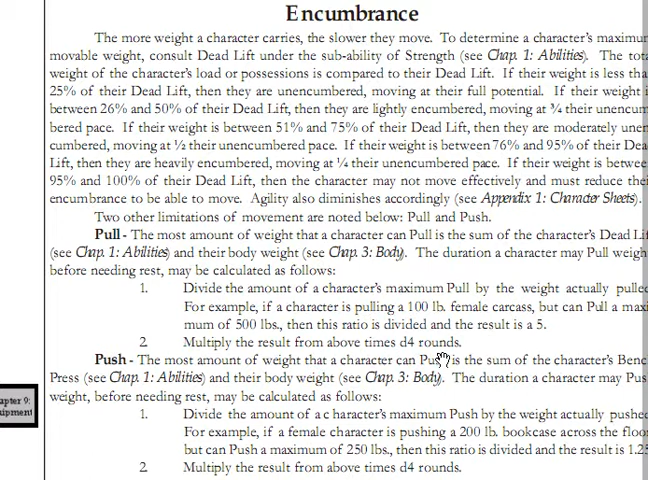 Encumbrance
The more weight a character carries, the slower they move. To determine a character's maximum
movable weight, consult Dead Lift under the sub-ability of Strength (see Chap. 1: Abilities). The tot
weight of the character's load or possessions is compared to their Dead Lift. If their weight is less tha
25% of their Dead Lift, then they are unencumbered, moving at their full potential. If their weight i
between 26% and 50% of their Dead Lift, then they are lightly encumbered, moving at ¾ their unencum
bered pace. If their weight is between 51% and 75% of their Dead Lift, then they are moderately unen
cumbered, moving at ½ their unencumbered pace. If their weight is between 76% and 95% of their Dea
Lift, then they are heavily encumbered, moving at ¼ their unencumbered pace. If their weight is betwee
95% and 100% of their Dead Lift, then the character may not move effectively and must reduce thei
encumbrance to be able to move. Agility also diminishes accordingly (see Appendix 1: Character Sheets).
Two other limitations of movement are noted below: Pull and Push.
Pull - The most amount of weight that a character can Pull is the sum of the character's Dead Li
(see Chap. 1: Abilities) and their body weight (see Chap. 3: Body). The duration a character may Pull weigh
before needing rest, may be calculated as follows:
1. Divide the amount of a character's maximum Pull by the weight actually pulle
For example, if a character is pulling a 100 lb. female carcass, but can Pull a maxi
mum of 500 lbs., then this ratio is divided and the result is a 5.
2. Multiply the result from above times d4 rounds.
Push - The most amount of weight that a character can Pus is the sum of the character's Benc
Press (see Chap. 1: Abilities) and their body weight (see Chap. 3: Body). The duration a character may Pus
weight, before needing rest, may be calculated as follows:
apter 9:
uipment
1. Divide the amount of a c haracter's maximum Push by the weight actually pushe
For example, if a female character is pushing a 200 lb. bookcase across the floo
but can Push a maximum of 250 lbs., then this ratio is divided and the result is 1.25
2. Multiply the result from above times d4 rounds.